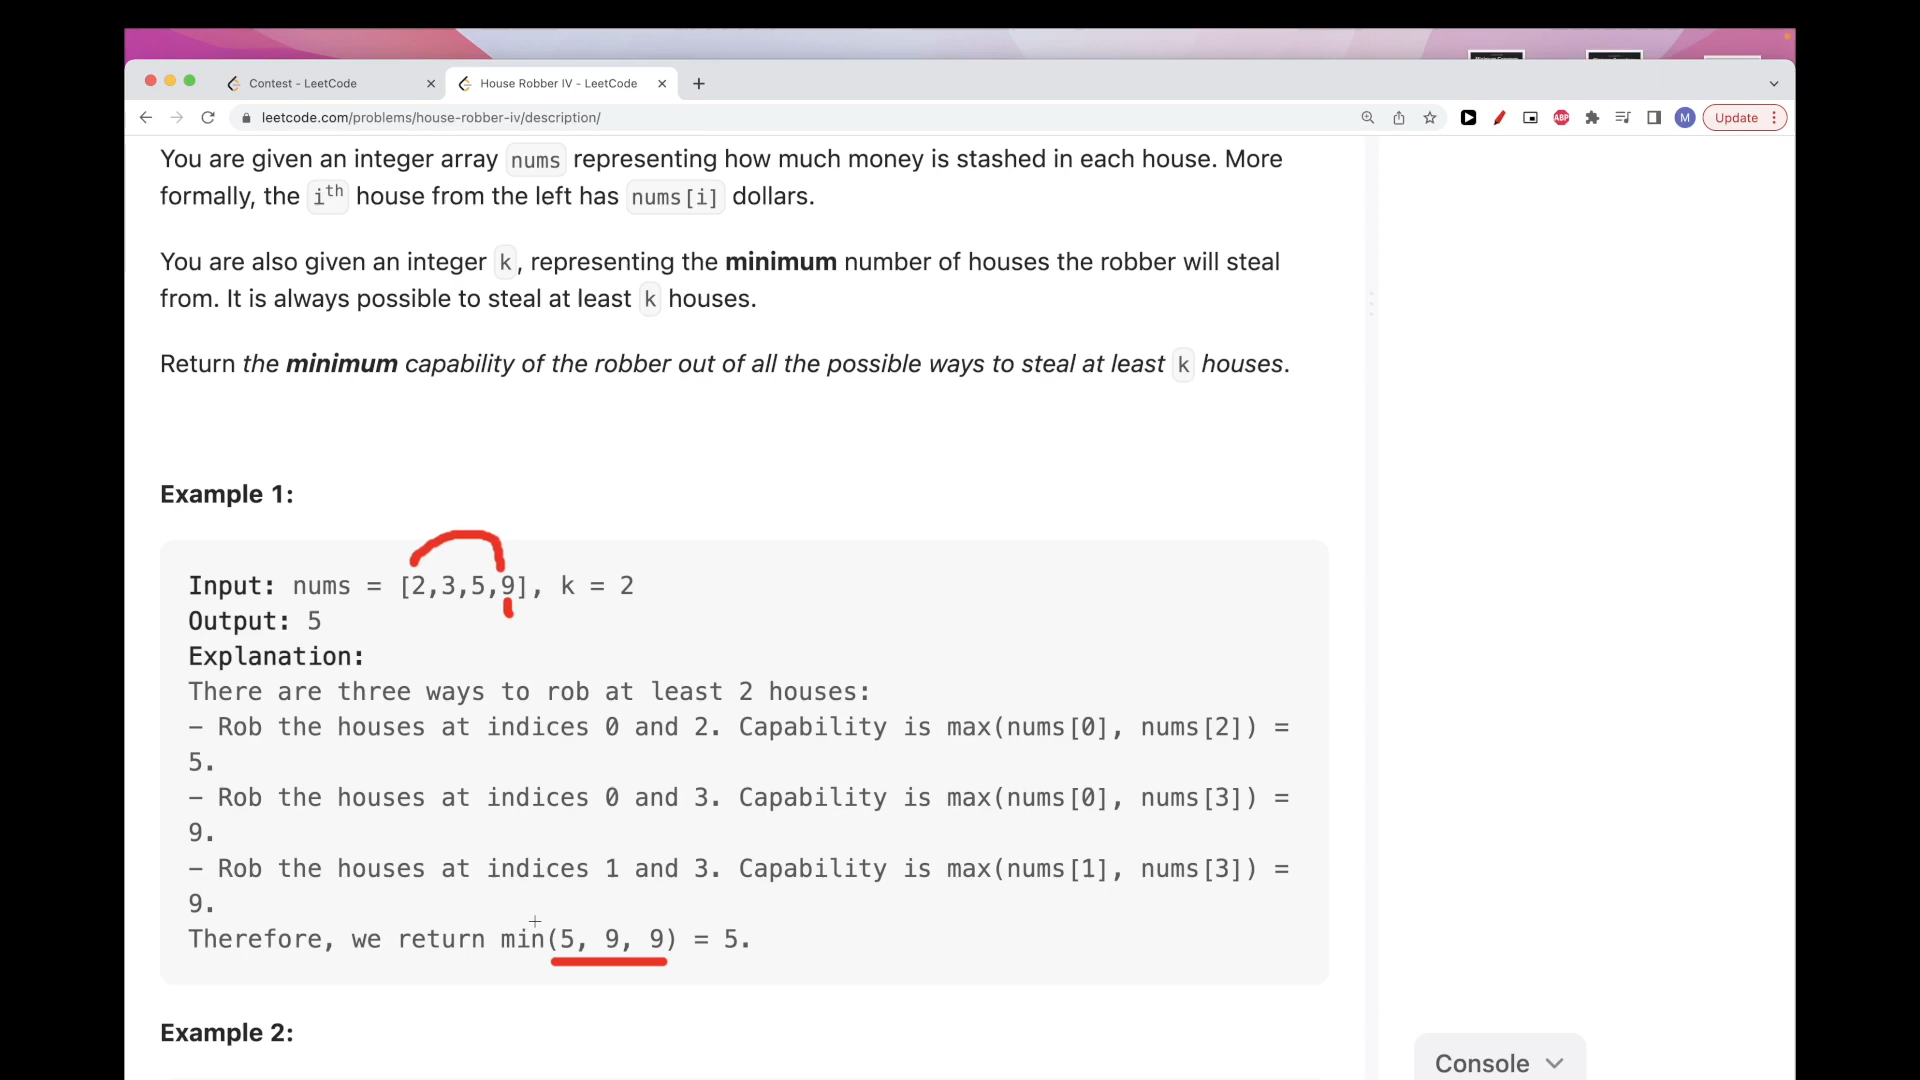 Contest - LeetCode
House Robber IV - LeetCode
leetcode.com/problems/house-robber-iv/description/
ABP
M
Update
You are given an integer array nums representing how much money is stashed in each house. More
formally, the ith house from the left has nums[i] dollars.
You are also given an integer k, representing the minimum number of houses the robber will steal
from. It is always possible to steal at least k houses.
Return the minimum capability of the robber out of all the possible ways to steal at least k houses.
Example 1:
Input: nums = [2,3,5,9], k = 2
Output: 5
Explanation:
There are three ways to rob at least 2 houses:
- Rob the houses at indices 0 and 2. Capability is max(nums[0], nums[2]) =
5.
- Rob the houses at indices 0 and 3. Capability is max(nums[0], nums[3]) =
9.
- Rob the houses at indices 1 and 3. Capability is max(nums[1], nums[3]) =
9.
Therefore, we return min(5, 9, 9) = 5.
Example 2:
Console